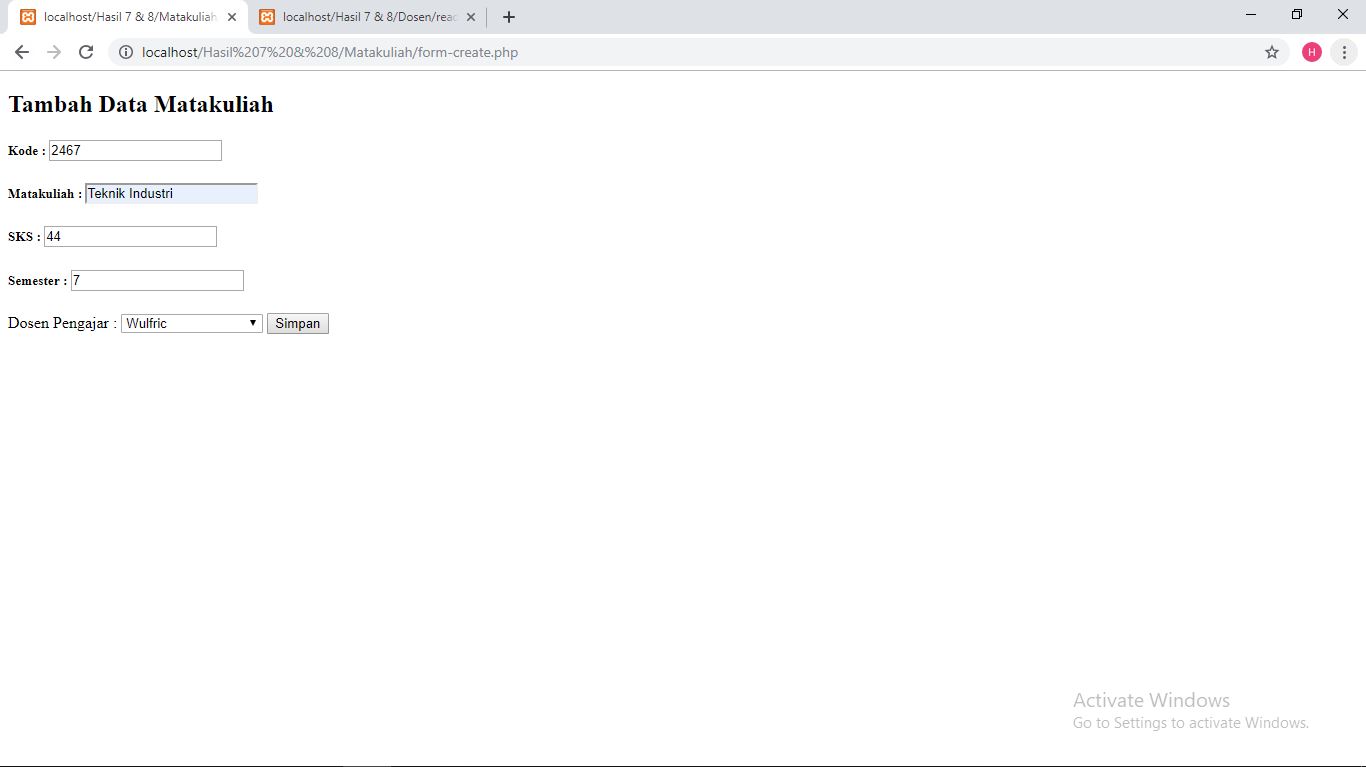 localhost/Hasil 7 & 8/Matakuliah
localhost/Hasil 7 & 8/Dosen/read
localhost/Hasil%207%20&%208/Matakuliah/form-create.php
H
Tambah Data Matakuliah
Kode : 2467
Matakuliah : Teknik Industri
SKS : 44
Semester : 7
Dosen Pengajar : Wulfric Simpan
Activate Windows
Go to Settings to activate Windows.